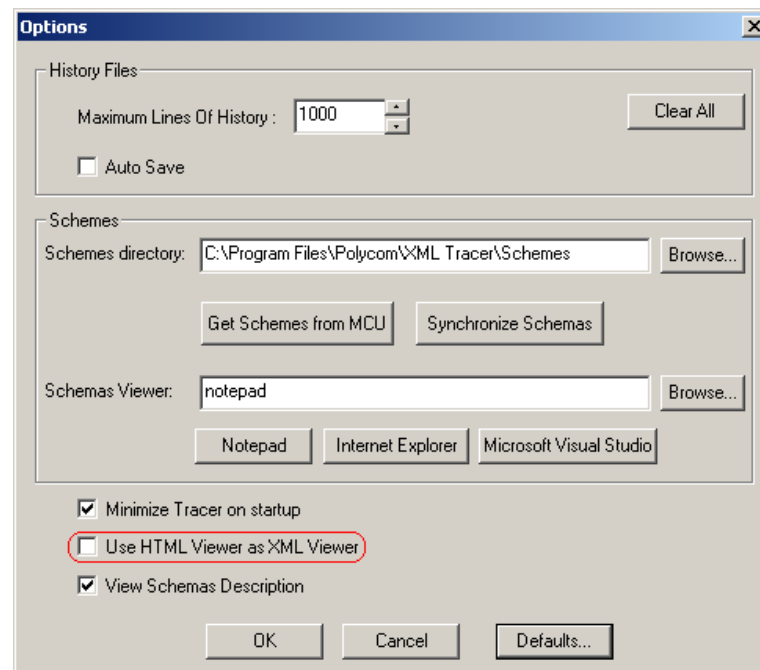 Options
History Files
Maximum Lines Of History : 1000 Clear All
Auto Save
Schemes
Schemes directory: C:\Program Files\Polycom\XML Tracer\Schemes Browse...
Get Schemes from MCU Synchronize Schemas
Schemas Viewer: notepad Browse...
Notepad Internet Explorer Microsoft Visual Studio
Minimize Tracer on startup
Use HTML Viewer as XML Viewer
View Schemas Description
OK Cancel Defaults...